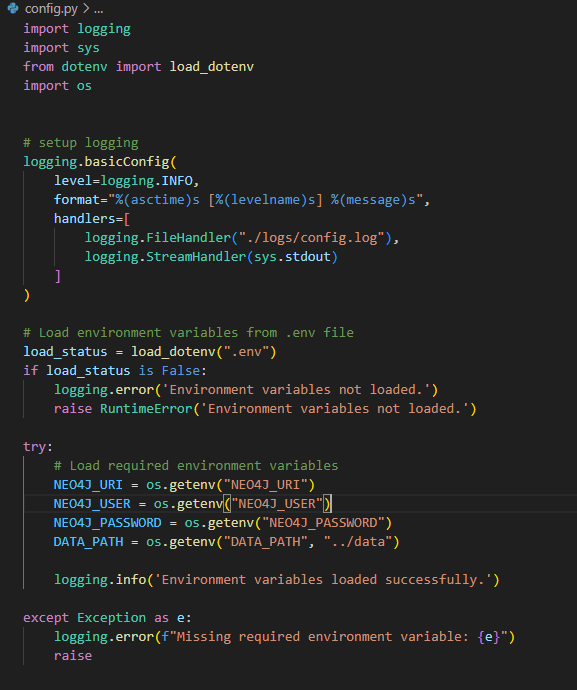 config.py > ...
import logging
import sys
from dotenv import load_dotenv
import os
# setup logging
logging.basicConfig(
    level=logging.INFO,
    format="%(asctime)s [%(levelname)s] %(message)s",
    handlers=[
        logging.FileHandler("./logs/config.log"),
        logging.StreamHandler(sys.stdout)
    ]
)
# Load environment variables from .env file
load_status = load_dotenv(".env")
if load_status is False:
    logging.error('Environment variables not loaded.')
    raise RuntimeError('Environment variables not loaded.')
try:
    # Load required environment variables
    NEO4J_URI = os.getenv("NEO4J_URI")
    NEO4J_USER = os.getenv("NEO4J_USER")
    NEO4J_PASSWORD = os.getenv("NEO4J_PASSWORD")
    DATA_PATH = os.getenv("DATA_PATH", "../data")
    logging.info('Environment variables loaded successfully.')
except Exception as e:
    logging.error(f"Missing required environment variable: {e}")
    raise